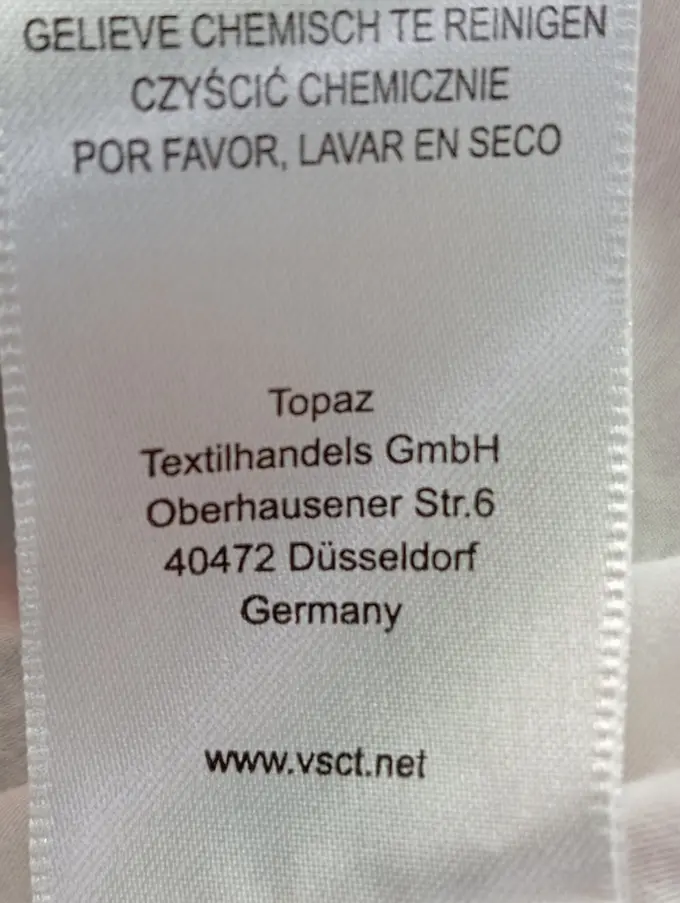 GELIEVE CHEMISCH TE REINIGEN
CZYŚCIĆ CHEMICZNIE
POR FAVOR, LAVAR EN SECO
Topaz
Textilhandels GmbH
Oberhausener Str.6
40472 Düsseldorf
Germany
www.vsct.net